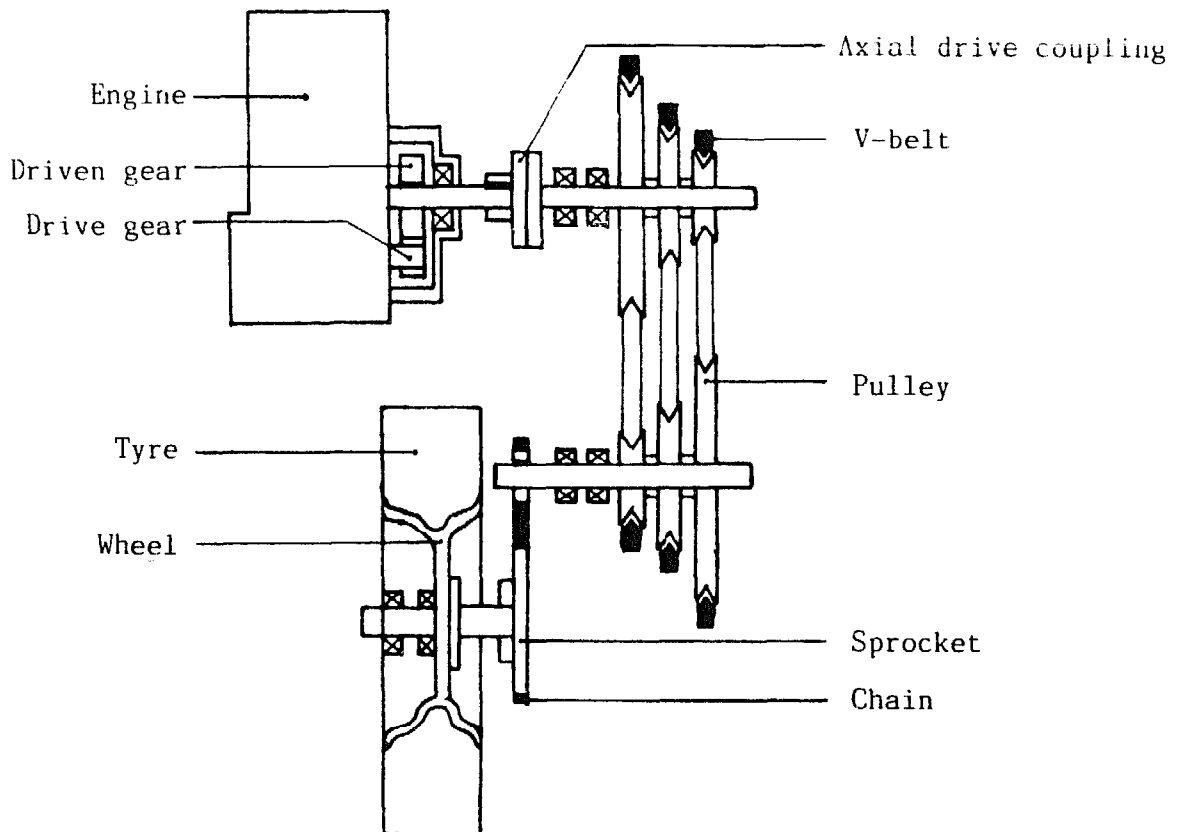 Axial drive coupling
Engine
V-belt
Driven gear
Drive gear
Pulley
Tyre
Wheel
Sprocket
Chain